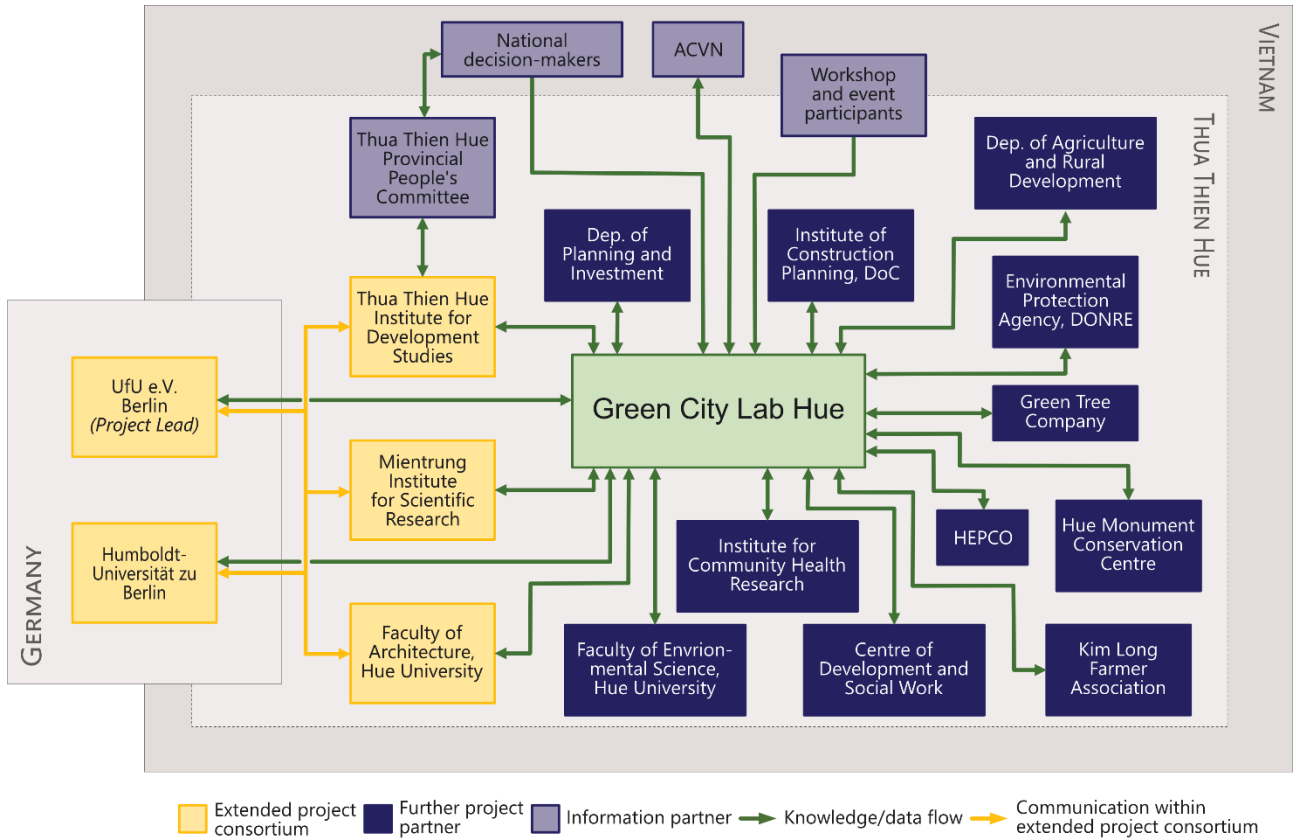 VIETNAM
THUA THIEN HUE
GERMANY
National
decision-makers
ACVN
Workshop
and event
participants
Thua Thien Hue
Provincial
People's
Committee
Dep. of Agriculture
and Rural
Development
Dep. of
Planning and
Investment
Institute of
Construction
Planning, DoC
Environmental
Protection
Agency, DONRE
Thua Thien Hue
Institute for
Development
Studies
UfU e.V.
Berlin
(Project Lead)
Green City Lab Hue
Green Tree
Company
Mientrung
Institute
for Scientific
Research
Humboldt-
Universität zu
Berlin
Institute for
Community Health
Research
HEPCO
Hue Monument
Conservation
Centre
Faculty of
Architecture,
Hue University
Faculty of Envrion-
mental Science,
Hue University
Centre of
Development and
Social Work
Kim Long
Farmer
Association
Extended project
consortium
Further project
partner
Information partner
Knowledge/data flow
Communication within
extended project consortium